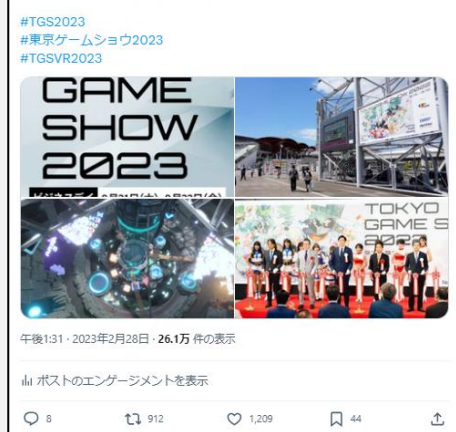 #TGS2023
#東京ゲームショウ2023
#TGSVR2023
GAME
SHOW
2023
TOKYO
GAME S
2023
午後1:31 · 2023年2月28日 · 26.1万 件の表示
ポストのエンゲージメントを表示
8 912 1,209 44